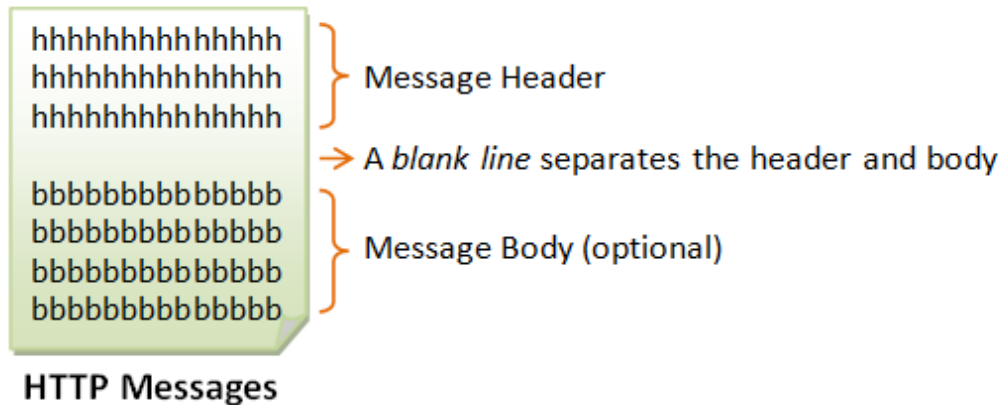 hhhhhhhhhhhhhh
hhhhhhhhhhhhhh
hhhhhhhhhhhhhh
Message Header
A blank line separates the header and body
bbbbbbbbbbbbbb
bbbbbbbbbbbbbb
bbbbbbbbbbbbbb
bbbbbbbbbbbbbb
Message Body (optional)
HTTP Messages